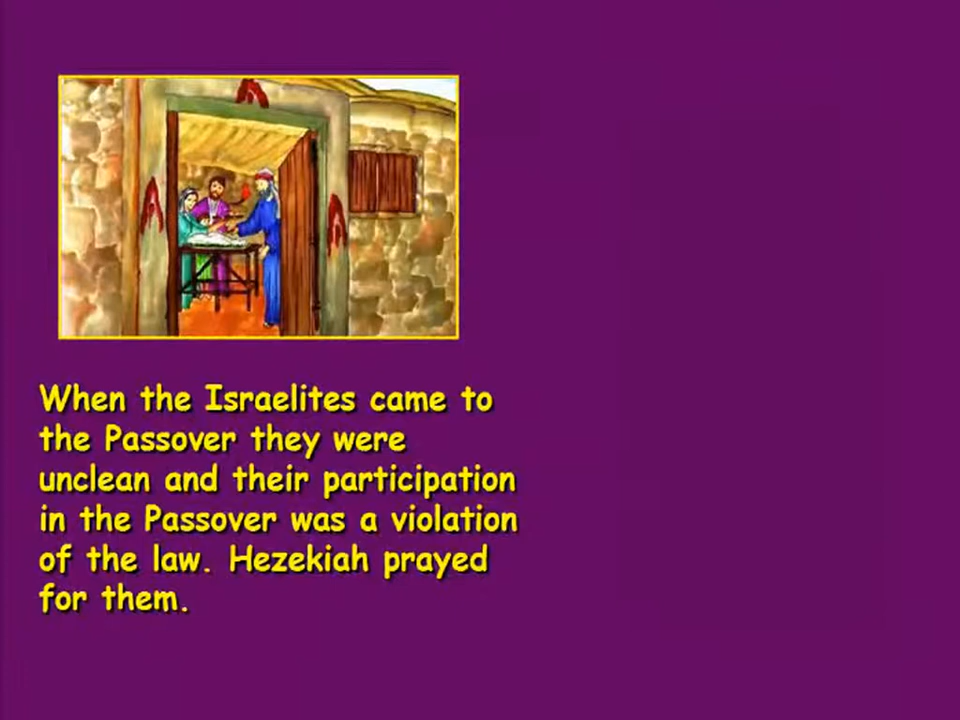 When the Israelites came to
the Passover they were
unclean and their participation
in the Passover was a violation
of the law. Hezekiah prayed
for them.